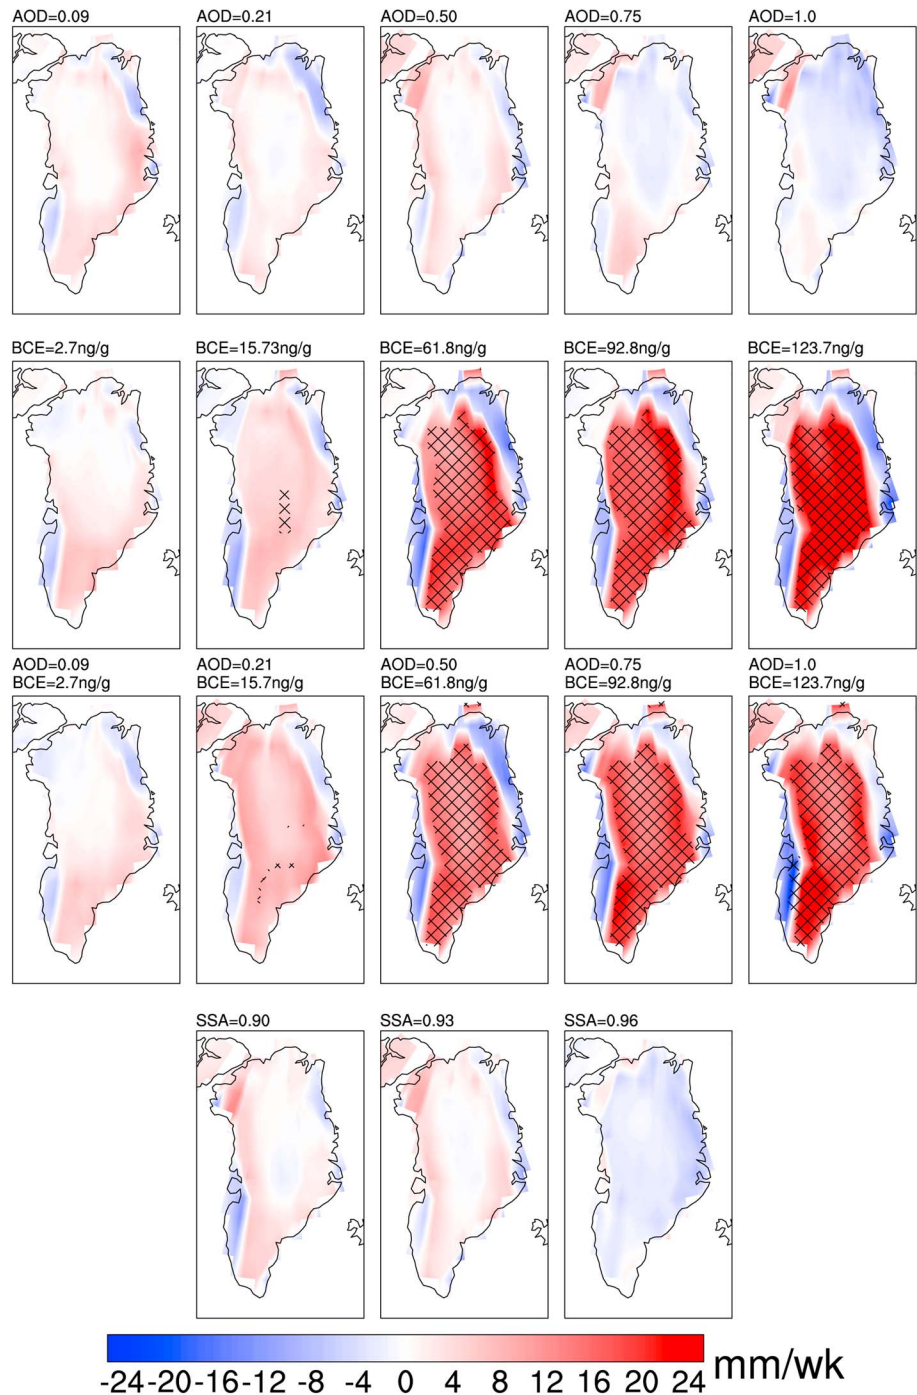 AOD=0.09 AOD=0.21 AOD=0.50 AOD=0.75 AOD=1.0
BCE=2.7ng/g BCE=15.73ng/g BCE=61.8ng/g BCE=92.8ng/g BCE=123.7ng/g
AOD=0.09 AOD=0.21 AOD=0.50 AOD=0.75 AOD=1.0
BCE=2.7ng/g BCE=15.7ng/g BCE=61.8ng/g BCE=92.8ng/g BCE=123.7ng/g
SSA=0.90 SSA=0.93 SSA=0.96
-24 -20 -16 -12 -8 -4 0 4 8 12 16 20 24 mm/wk